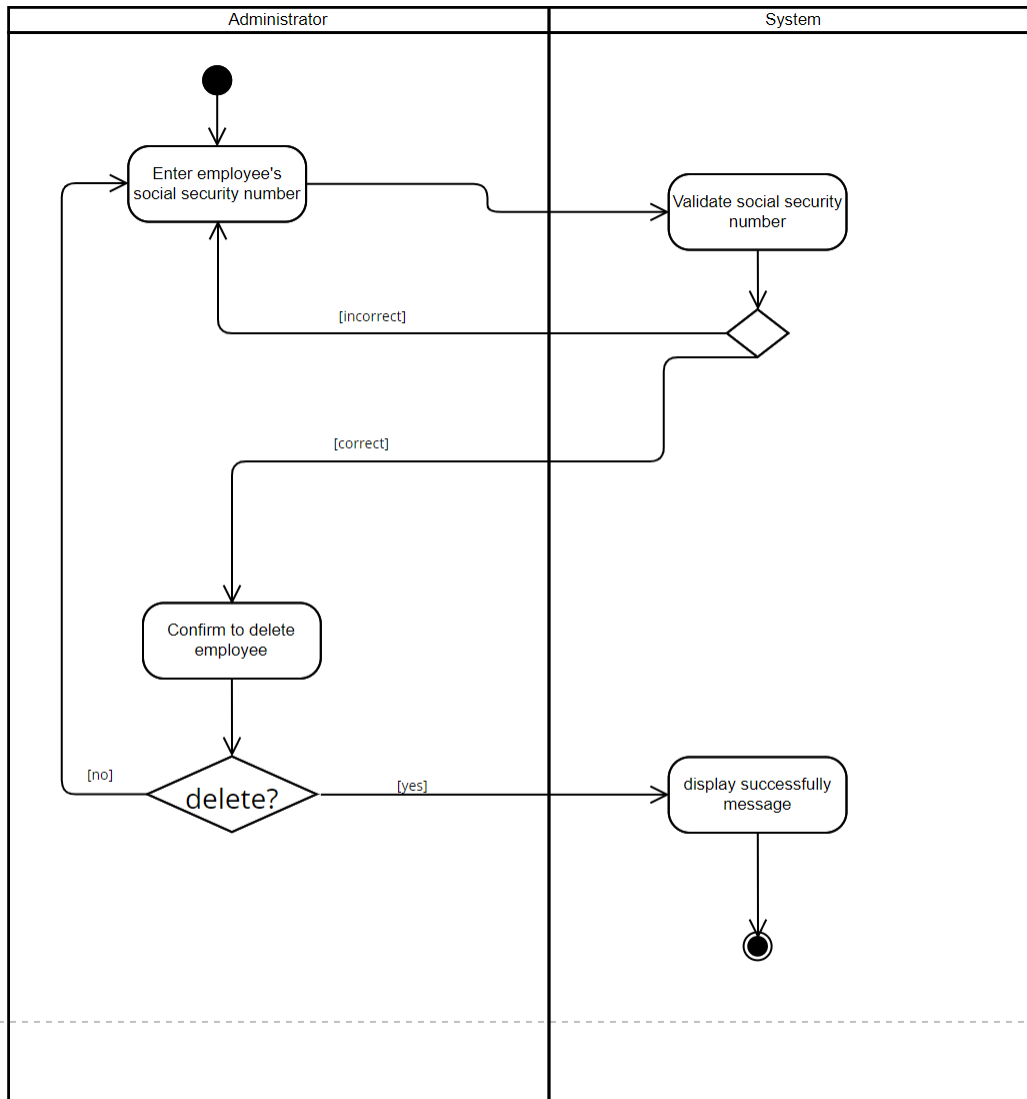 Administrator
System
Enter employee's
social security number
Validate social security
number
[incorrect]
[correct]
Confirm to delete
employee
[no]
delete?
[yes]
display successfully
message